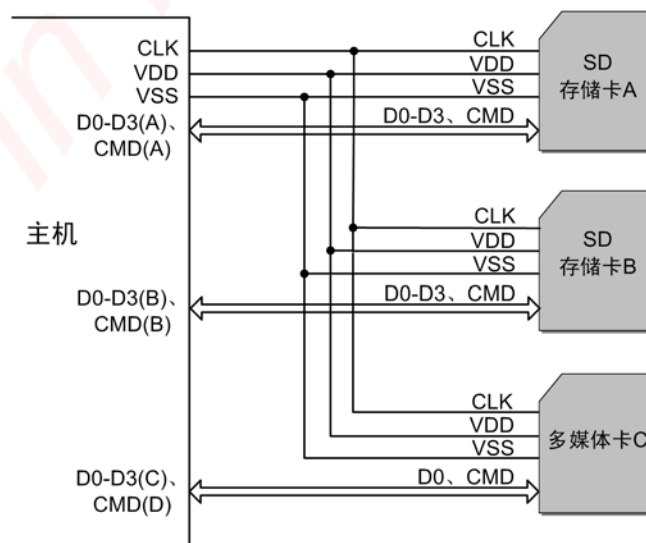 CLK
VDD
VSS
D0-D3(A)、
CMD(A)
CLK
VDD
VSS
D0-D3、CMD
SD
存储卡A
主机
D0-D3(B)、
CMD(B)
CLK
VDD
VSS
D0-D3、CMD
SD
存储卡B
D0-D3(C)、
CMD(D)
CLK
VDD
VSS
D0、CMD
多媒体卡C